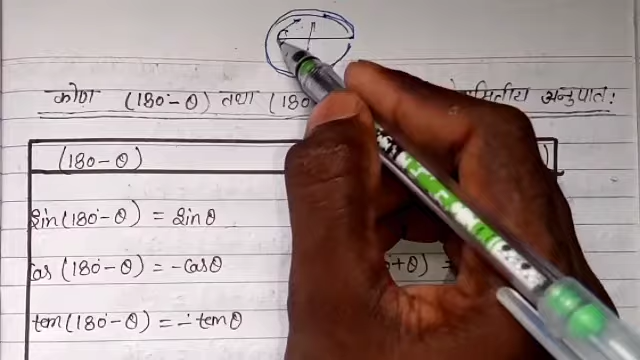 कोण (180°-θ) तथा (180 अनुपात :
(180-θ) )
sin(180°-θ) = sinθ
cos (180°-θ) = -cosθ
+θ) =
tan(180°-θ) = -tanθ